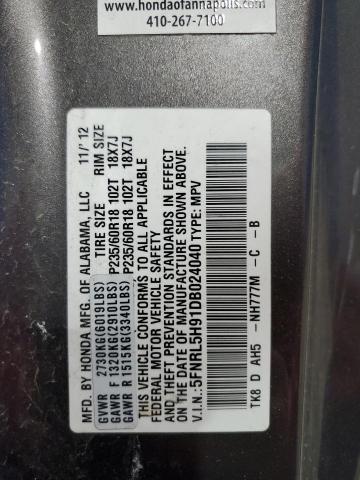 www.hondaofannapolis.com
410-267-7100
MFD. BY HONDA MFG. OF ALABAMA, LLC 11/'12
GVWR 2730KG(6019LBS) TIRE SIZE RIM SIZE
GAWR F 1320KG(2910LBS) P235/60R18 102T 18X7J
GAWR R 1515KG(3340LBS) P235/60R18 102T 18X7J
THIS VEHICLE CONFORMS TO ALL APPLICABLE
FEDERAL MOTOR VEHICLE SAFETY
AND THEFT PREVENTION STANDARDS IN EFFECT
ON THE DATE OF MANUFACTURE SHOWN ABOVE.
V.I.N.: 5FNRL5H91DB024040 TYPE: MPV
TK8 D AH5 -NH777M -C -B